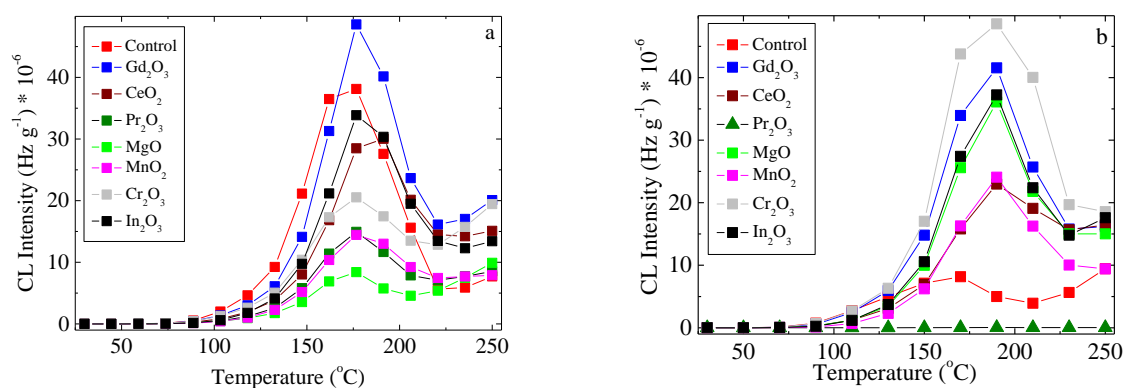 a
Control
Gd₂O₃
CeO₂
Pr₂O₃
MgO
MnO₂
Cr₂O₃
In₂O₃
CL Intensity (Hz g⁻¹) * 10⁻⁶
40
30
20
10
0
50 100 150 200 250
Temperature (°C)
b
Control
Gd₂O₃
CeO₂
Pr₂O₃
MgO
MnO₂
Cr₂O₃
In₂O₃
CL Intensity (Hz g⁻¹) * 10⁻⁶
40
30
20
10
0
50 100 150 200 250
Temperature (°C)